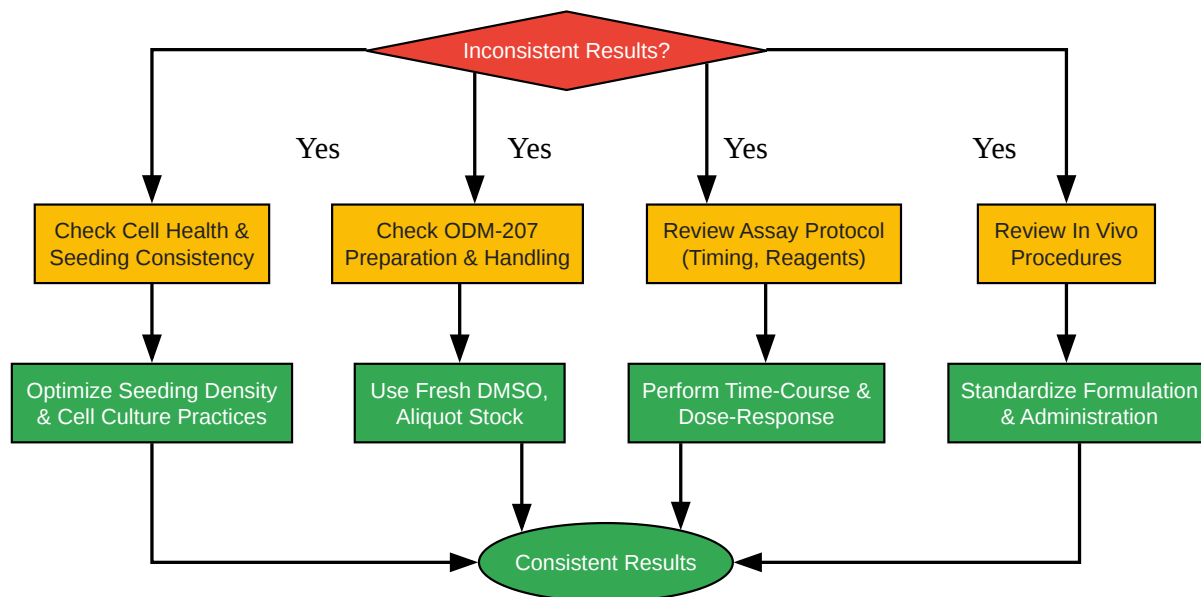 Inconsistent Results?
Yes
Yes
Yes
Yes
Check Cell Health &
Seeding Consistency
Check ODM-207
Preparation & Handling
Review Assay Protocol
(Timing, Reagents)
Review In Vivo
Procedures
Optimize Seeding Density
& Cell Culture Practices
Use Fresh DMSO,
Aliquot Stock
Perform Time-Course &
Dose-Response
Standardize Formulation
& Administration
Consistent Results